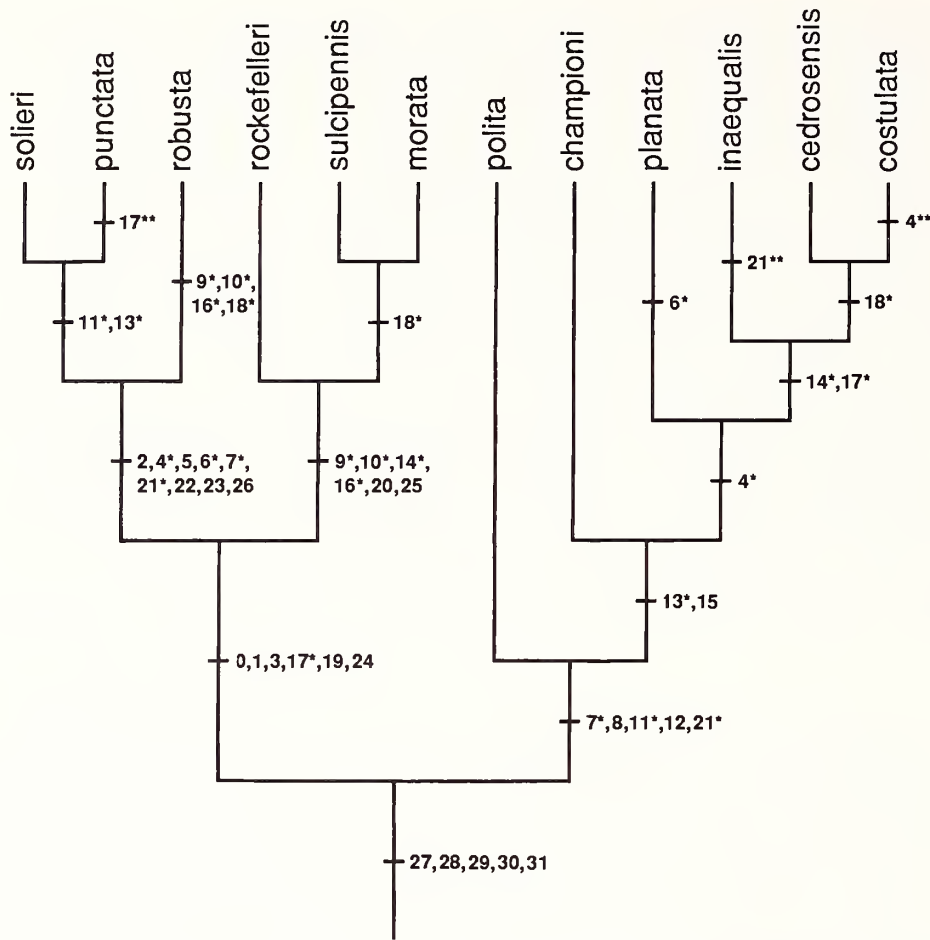 solieri
punctata
robusta
rockefelleri
sulcipennis
morata
polita
championi
planata
inaequalis
cedrosensis
costulata
17**
4**
9*,10*,
16*,18*
21**
6*
18*
11*,13*
18*
14*,17*
2,4*,5,6*,7*,
21*,22,23,26
9*,10*,14*,
16*,20,25
4*
13*,15
0,1,3,17*,19,24
7*,8,11*,12,21*
27,28,29,30,31